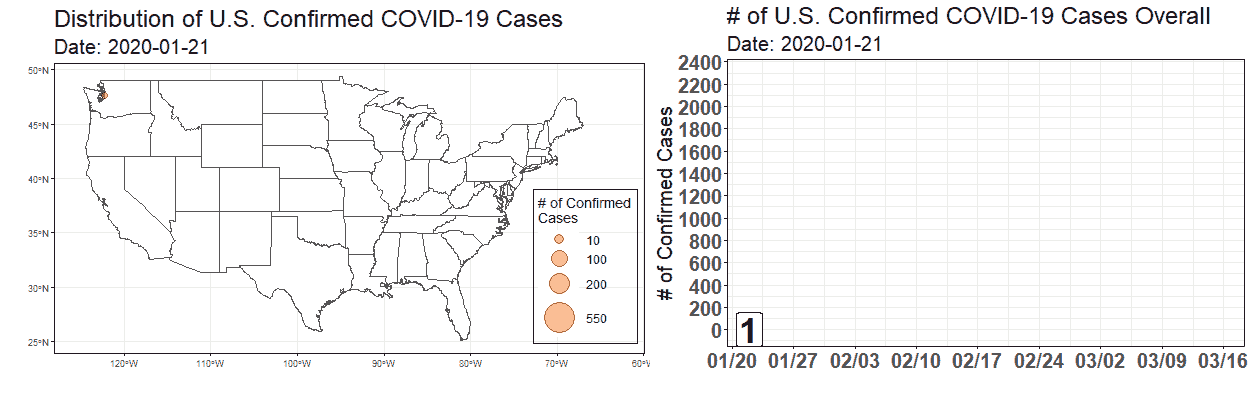 Distribution of U.S. Confirmed COVID-19 Cases
Date: 2020-01-21
50°N
45°N
40°N
35°N
30°N
25°N
120°W
110°W
100°W
90°W
80°W
70°W
60°W
# of Confirmed
Cases
10
100
200
550
# of U.S. Confirmed COVID-19 Cases Overall
Date: 2020-01-21
# of Confirmed Cases
2400
2200
2000
1800
1600
1400
1200
1000
800
600
400
200
0
1
01/20 01/27 02/03 02/10 02/17 02/24 03/02 03/09 03/16